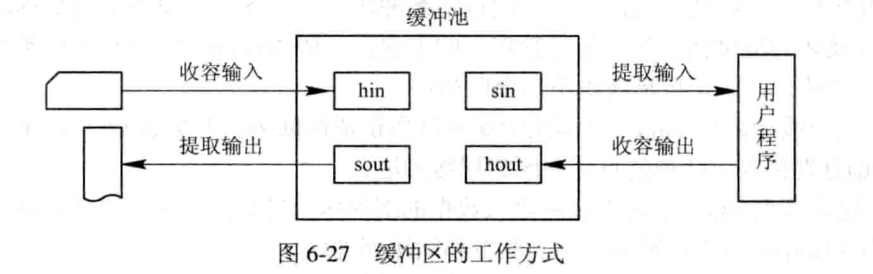 缓冲池
收容输入
hin
sin
提取输入
提取输出
sout
hout
收容输出
用户程序
图 6-27 缓冲区的工作方式